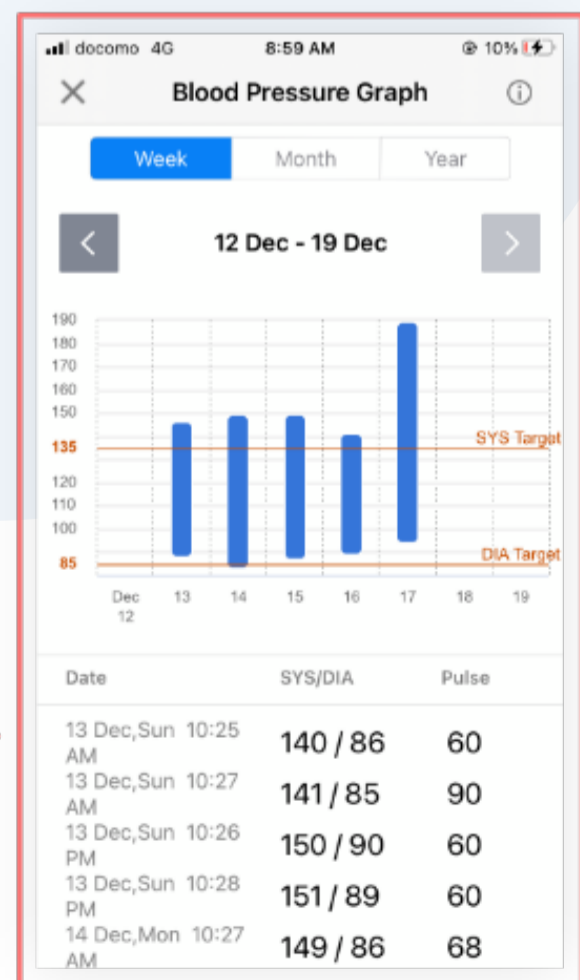 docomo 4G 8:59 AM 10%
Blood Pressure Graph
Week Month Year
12 Dec - 19 Dec
190
180
170
160
150
135 SYS Target
120
110
100
85 DIA Target
Dec 12 13 14 15 16 17 18 19
Date SYS/DIA Pulse
13 Dec,Sun 10:25 AM 140 / 86 60
13 Dec,Sun 10:27 AM 141 / 85 90
13 Dec,Sun 10:26 PM 150 / 90 60
13 Dec,Sun 10:28 PM 151 / 89 60
14 Dec,Mon 10:27 AM 149 / 86 68